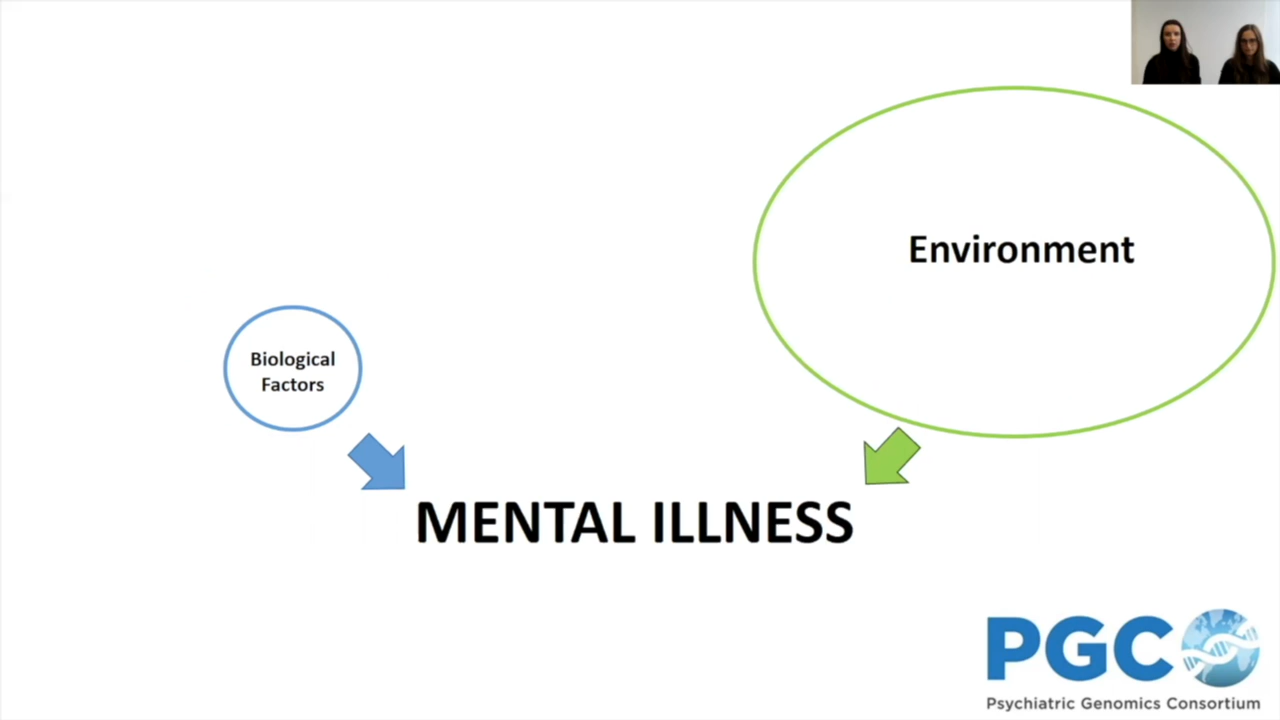 Environment
Biological
Factors
MENTAL ILLNESS
PGC
Psychiatric Genomics Consortium